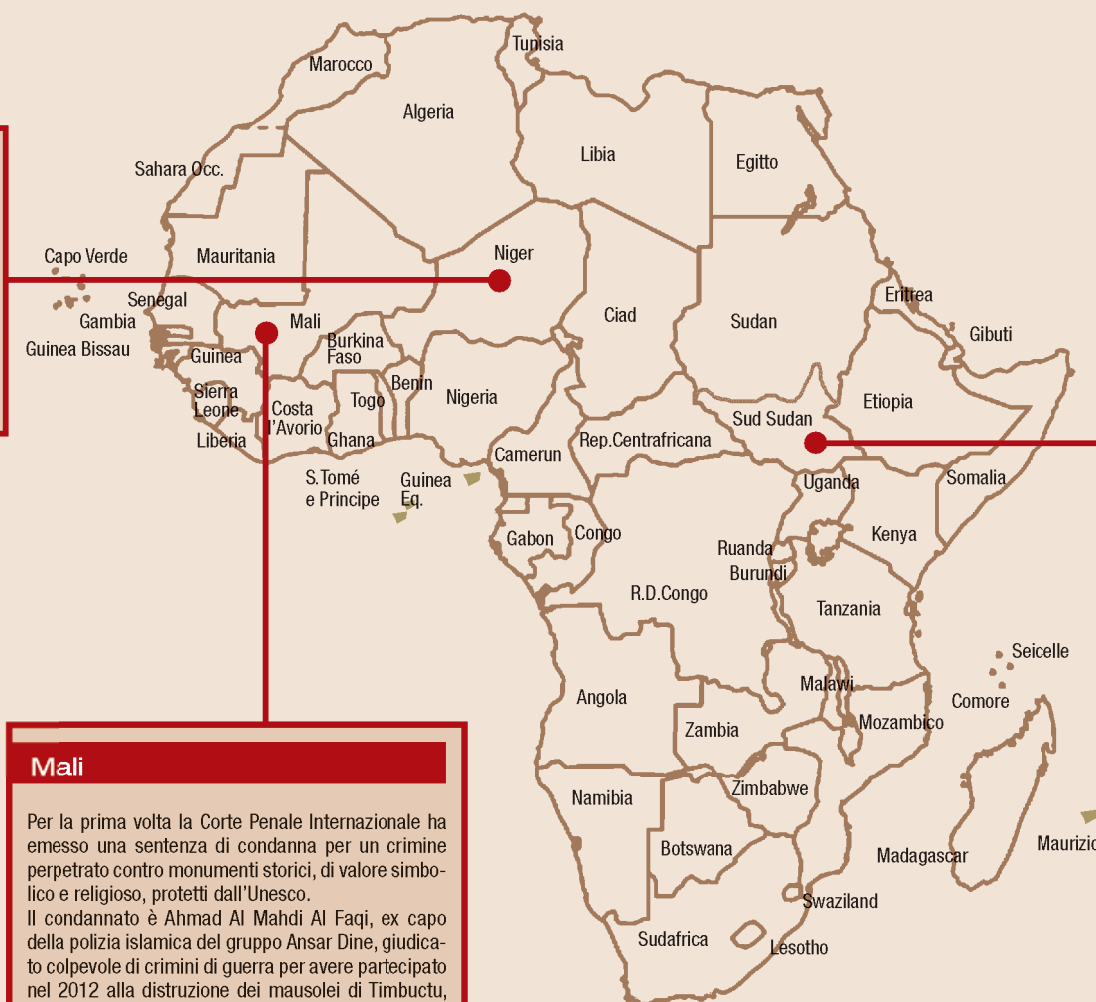 Tunisia
Marocco
Algeria
Libia
Egitto
Sahara Occ.
Capo Verde
Mauritania
Niger
Senegal
Gambia
Mali
Ciad
Sudan
Eritrea
Gibuti
Guinea Bissau
Guinea
Burkina
Faso
Benin
Nigeria
Etiopia
Sierra
Leone
Costa
l'Avorio
Togo
Sud Sudan
Liberia
Ghana
Rep.Centrafricana
Camerun
S.Tomé
e Principe
Guinea
Eq.
Uganda
Somalia
Gabon
Congo
Kenya
Ruanda
Burundi
R.D.Congo
Tanzania
Seicelle
Comore
Angola
Malawi
Mozambico
Zambia
Zimbabwe
Namibia
Botswana
Madagascar
Maurizio
Swaziland
Sudafrica
Lesotho
Mali
Per la prima volta la Corte Penale Internazionale ha
emesso una sentenza di condanna per un crimine
perpetrato contro monumenti storici, di valore simbo-
lico e religioso, protetti dall'Unesco.
Il condannato è Ahmad Al Mahdi Al Faqi, ex capo
della polizia islamica del gruppo Ansar Dine, giudica-
to colpevole di crimini di guerra per avere partecipato
nel 2012 alla distruzione dei mausolei di Timbuctu,